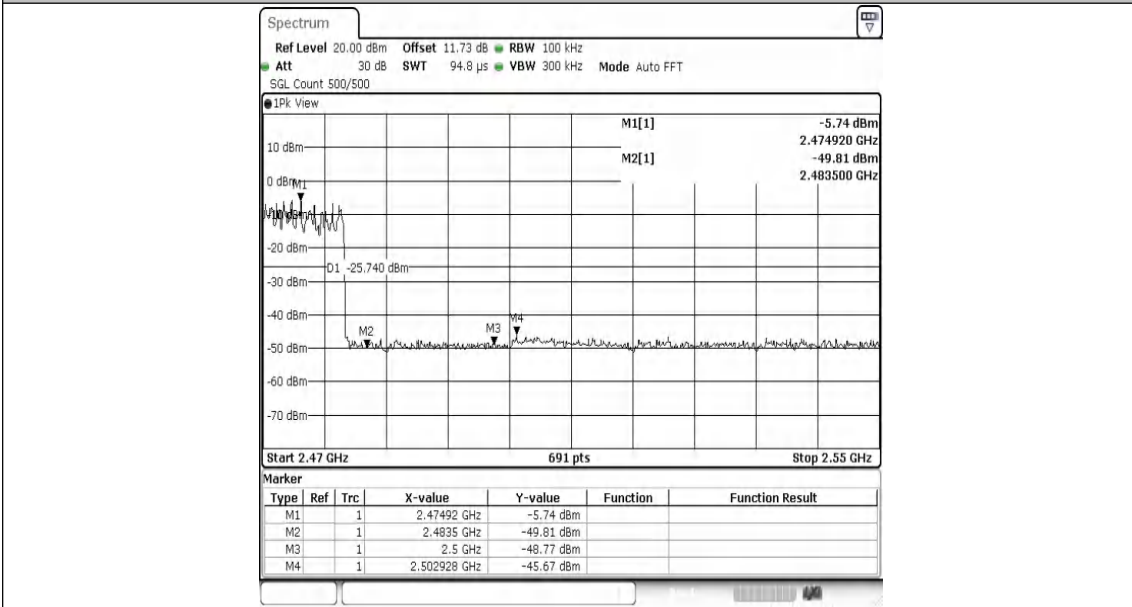 Spectrum
Ref Level 20.00 dBm Offset 11.73 dB RBW 100 kHz
Att 30 dB SWT 94.8 µs VBW 300 kHz Mode Auto FFT
SGL Count 500/500
1Pk View
M1[1] -5.74 dBm
2.474920 GHz
M2[1] -49.81 dBm
2.483500 GHz
10 dBm
0 dBm
M1
-10 dBm
-20 dBm
D1 -25.740 dBm
-30 dBm
-40 dBm
M2 M3 M4
-50 dBm
-60 dBm
-70 dBm
Start 2.47 GHz 691 pts Stop 2.55 GHz
Marker
Type Ref Trc X-value Y-value Function Function Result
M1 1 2.47492 GHz -5.74 dBm
M2 1 2.4835 GHz -49.81 dBm
M3 1 2.5 GHz -48.77 dBm
M4 1 2.502928 GHz -45.67 dBm